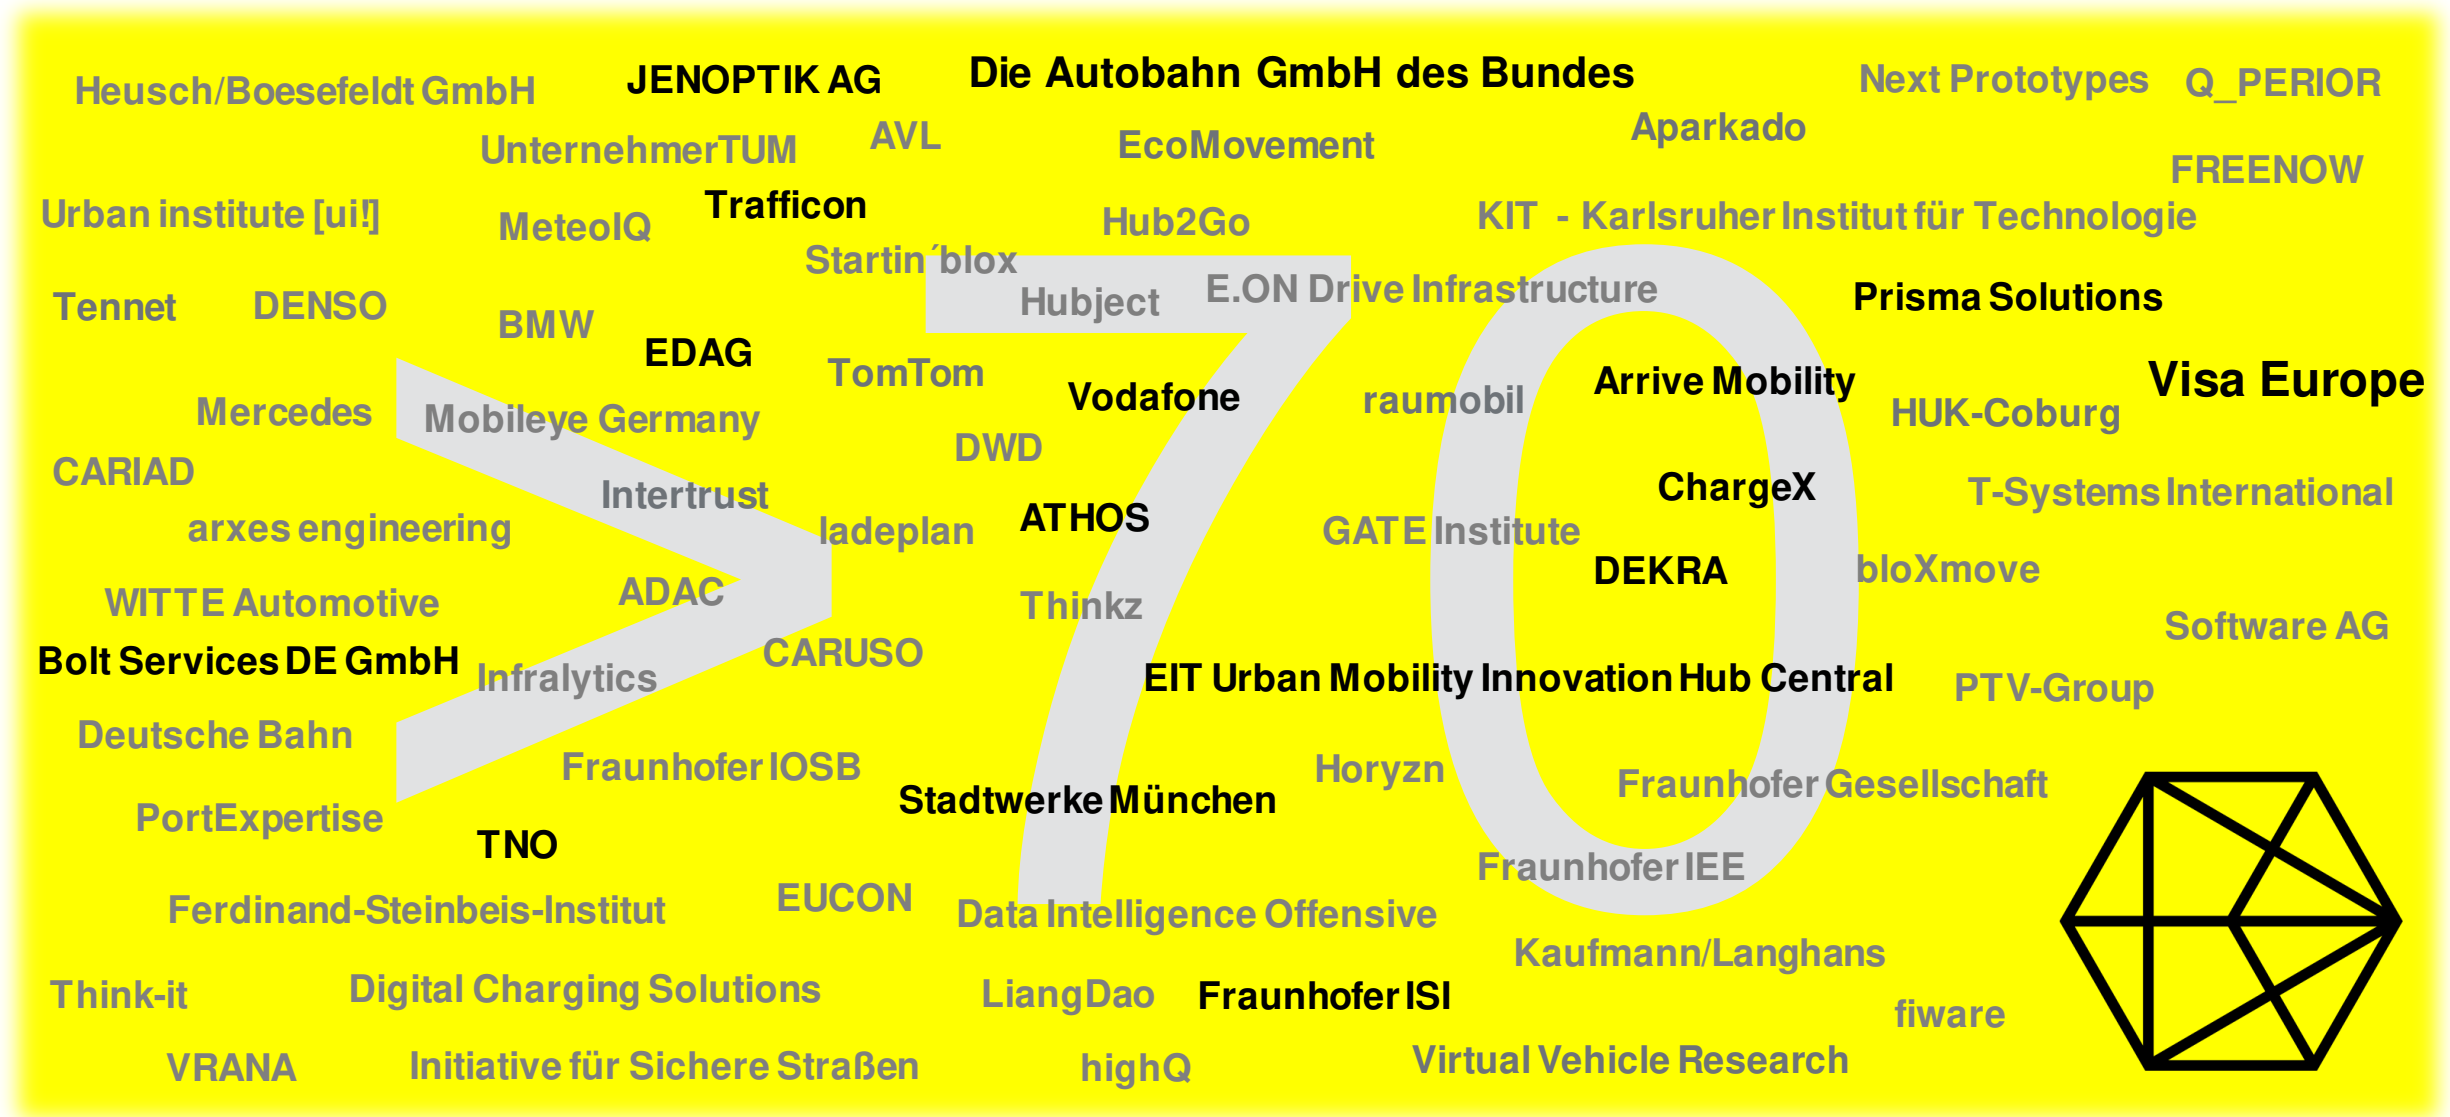 Heusch/Boesefeldt GmbH
JENOPTIK AG
Die Autobahn GmbH des Bundes
Next Prototypes
Q_PERIOR
UnternehmerTUM
AVL
EcoMovement
Aparkado
FREENOW
Urban institute [ui!]
MeteoIQ
Trafficon
Hub2Go
KIT - Karlsruher Institut für Technologie
Startin´blox
Tennet
DENSO
BMW
Hubject
E.ON Drive Infrastructure
Prisma Solutions
EDAG
TomTom
Vodafone
raumobil
Arrive Mobility
Visa Europe
Mercedes
Mobileye Germany
HUK-Coburg
DWD
CARIAD
Intertrust
ChargeX
T-Systems International
arxes engineering
ladeplan
ATHOS
GATE Institute
DEKRA
bloXmove
WITTE Automotive
ADAC
Thinkz
Software AG
> 70
Bolt Services DE GmbH
Infralytics
CARUSO
EIT Urban Mobility Innovation Hub Central
PTV-Group
Deutsche Bahn
Fraunhofer IOSB
Horyzn
Fraunhofer Gesellschaft
PortExpertise
TNO
Stadtwerke München
Fraunhofer IEE
Ferdinand-Steinbeis-Institut
EUCON
Data Intelligence Offensive
Kaufmann/Langhans
Think-it
Digital Charging Solutions
LiangDao
Fraunhofer ISI
fiware
VRANA
Initiative für Sichere Straßen
highQ
Virtual Vehicle Research